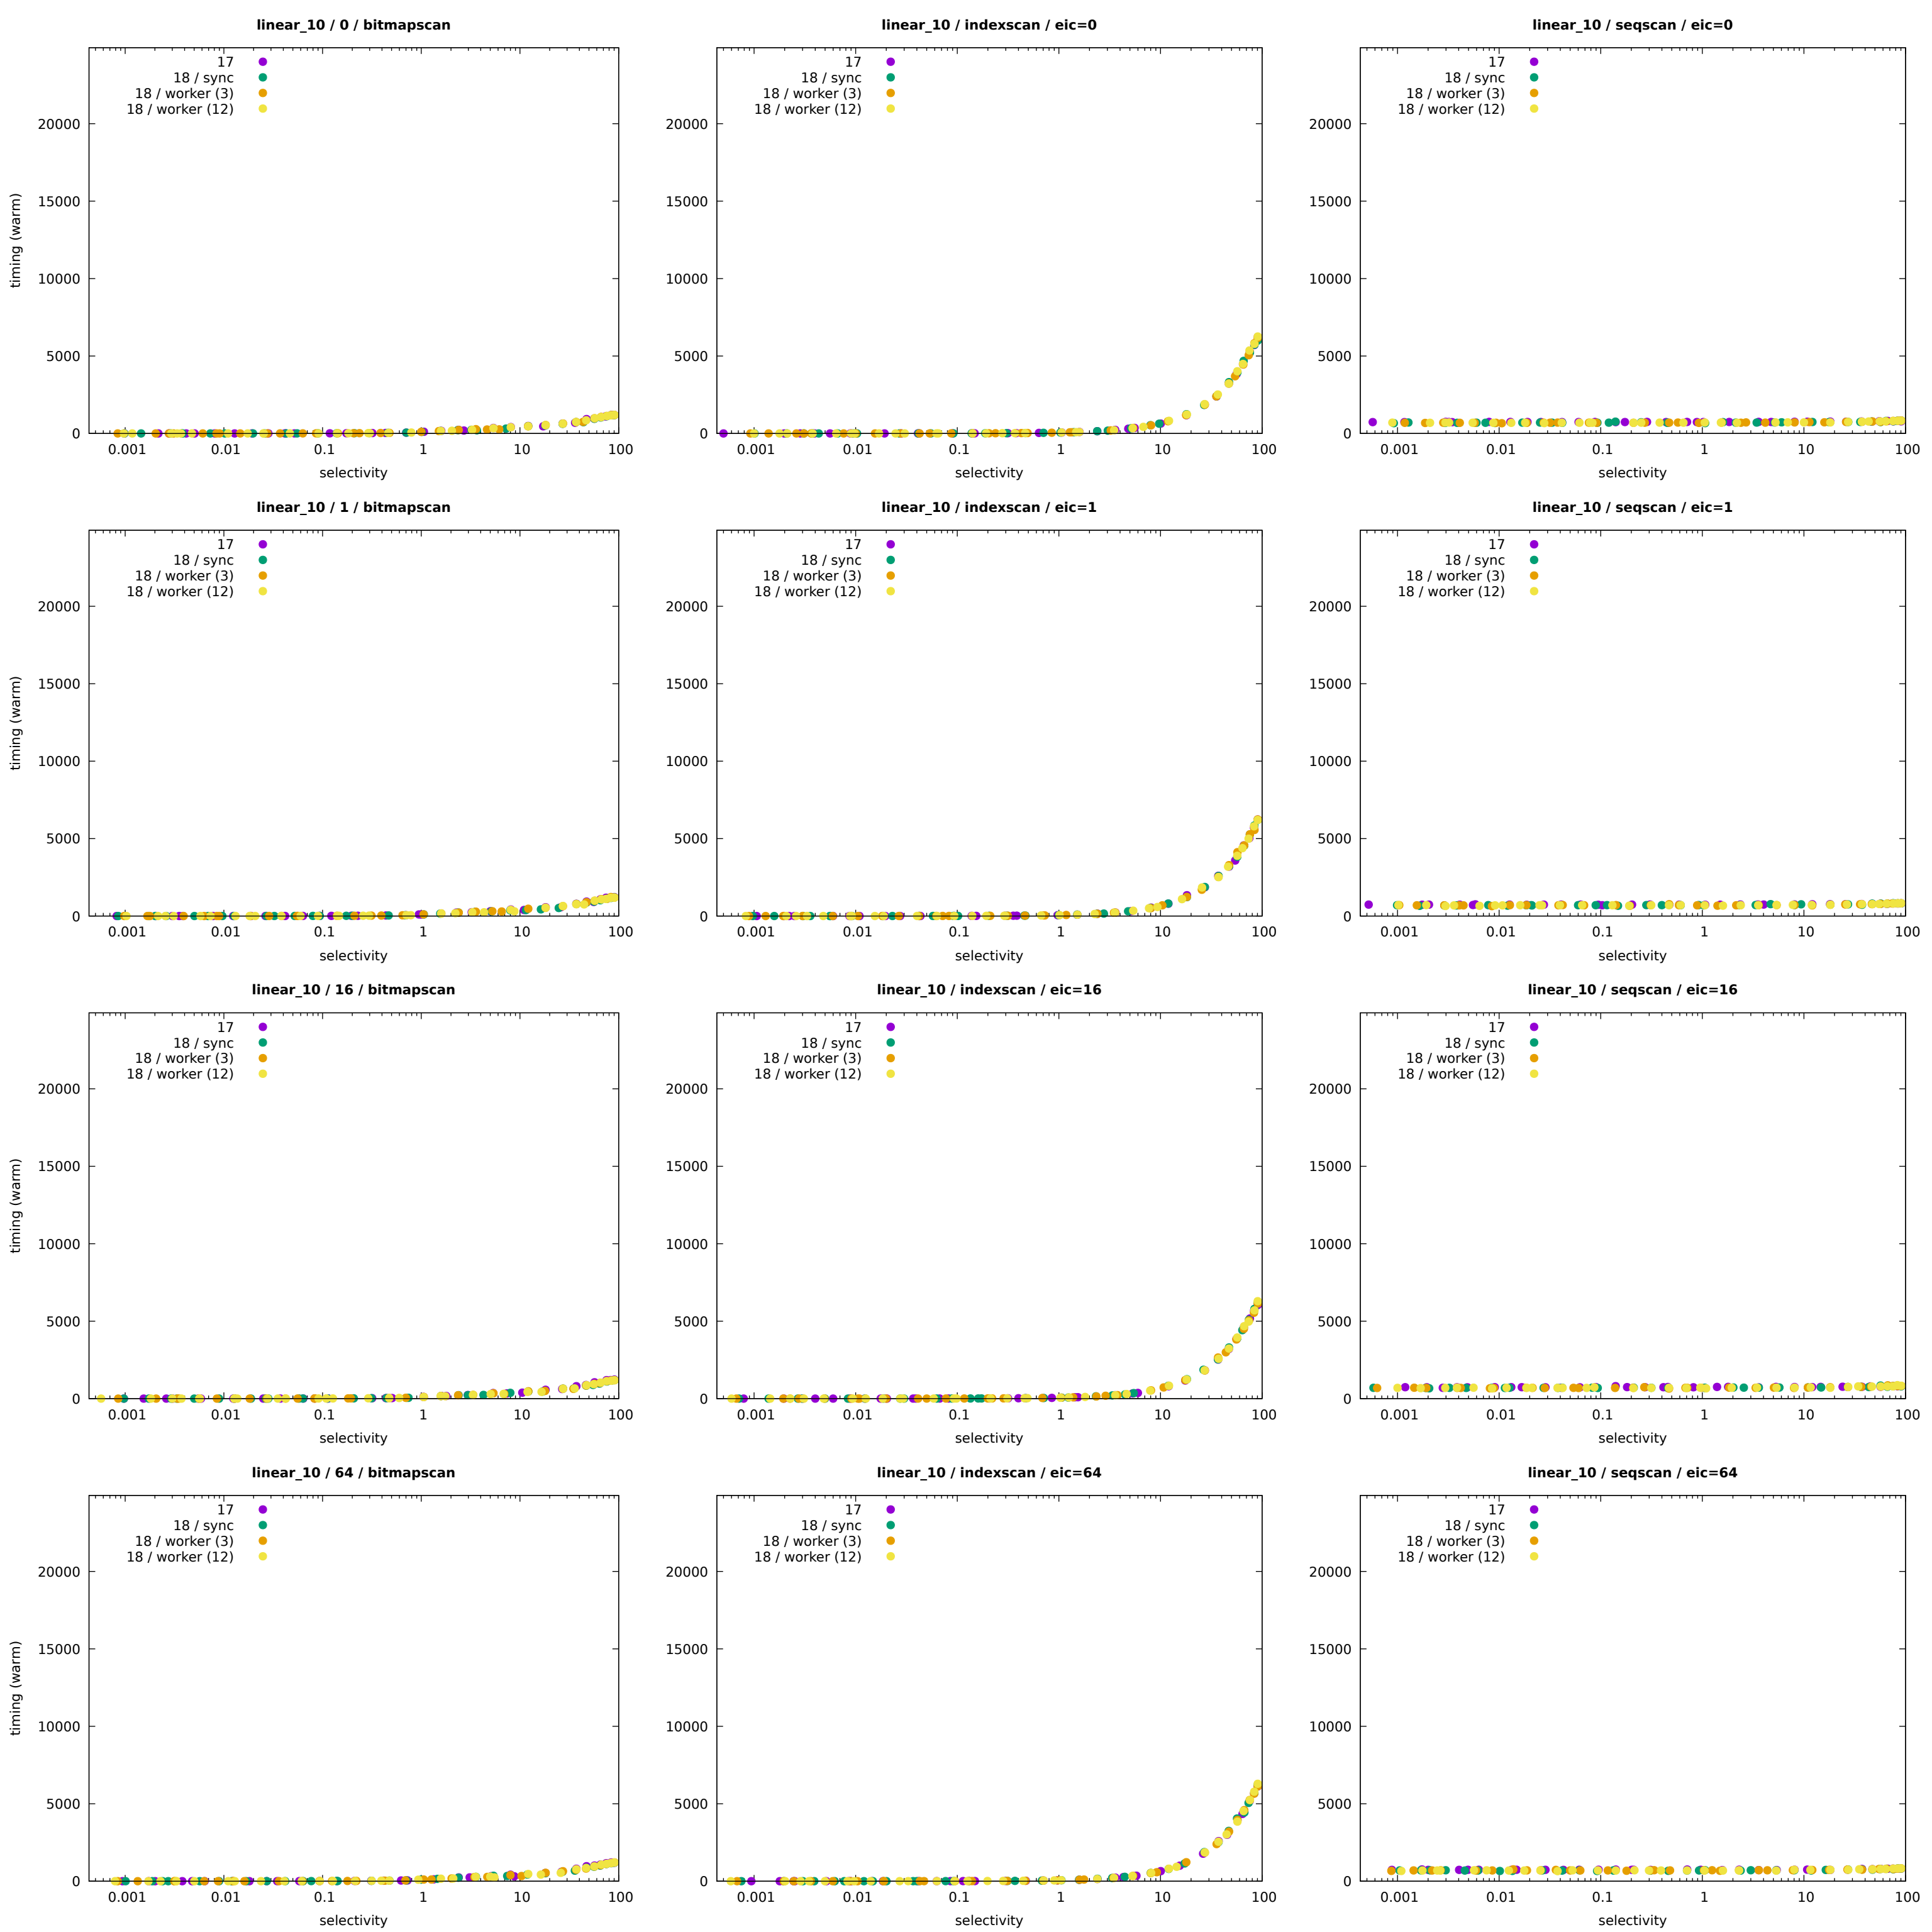 linear_10 / 0 / bitmapscan
17
18 / sync
18 / worker (3)
18 / worker (12)
20000
15000
10000
5000
0
timing (warm)
0.001 0.01 0.1 1 10 100
selectivity
linear_10 / indexscan / eic=0
17
18 / sync
18 / worker (3)
18 / worker (12)
20000
15000
10000
5000
0
0.001 0.01 0.1 1 10 100
selectivity
linear_10 / seqscan / eic=0
17
18 / sync
18 / worker (3)
18 / worker (12)
20000
15000
10000
5000
0
0.001 0.01 0.1 1 10 100
selectivity
linear_10 / 1 / bitmapscan
17
18 / sync
18 / worker (3)
18 / worker (12)
20000
15000
10000
5000
0
timing (warm)
0.001 0.01 0.1 1 10 100
selectivity
linear_10 / indexscan / eic=1
17
18 / sync
18 / worker (3)
18 / worker (12)
20000
15000
10000
5000
0
0.001 0.01 0.1 1 10 100
selectivity
linear_10 / seqscan / eic=1
17
18 / sync
18 / worker (3)
18 / worker (12)
20000
15000
10000
5000
0
0.001 0.01 0.1 1 10 100
selectivity
linear_10 / 16 / bitmapscan
17
18 / sync
18 / worker (3)
18 / worker (12)
20000
15000
10000
5000
0
timing (warm)
0.001 0.01 0.1 1 10 100
selectivity
linear_10 / indexscan / eic=16
17
18 / sync
18 / worker (3)
18 / worker (12)
20000
15000
10000
5000
0
0.001 0.01 0.1 1 10 100
selectivity
linear_10 / seqscan / eic=16
17
18 / sync
18 / worker (3)
18 / worker (12)
20000
15000
10000
5000
0
0.001 0.01 0.1 1 10 100
selectivity
linear_10 / 64 / bitmapscan
17
18 / sync
18 / worker (3)
18 / worker (12)
20000
15000
10000
5000
0
timing (warm)
0.001 0.01 0.1 1 10 100
selectivity
linear_10 / indexscan / eic=64
17
18 / sync
18 / worker (3)
18 / worker (12)
20000
15000
10000
5000
0
0.001 0.01 0.1 1 10 100
selectivity
linear_10 / seqscan / eic=64
17
18 / sync
18 / worker (3)
18 / worker (12)
20000
15000
10000
5000
0
0.001 0.01 0.1 1 10 100
selectivity